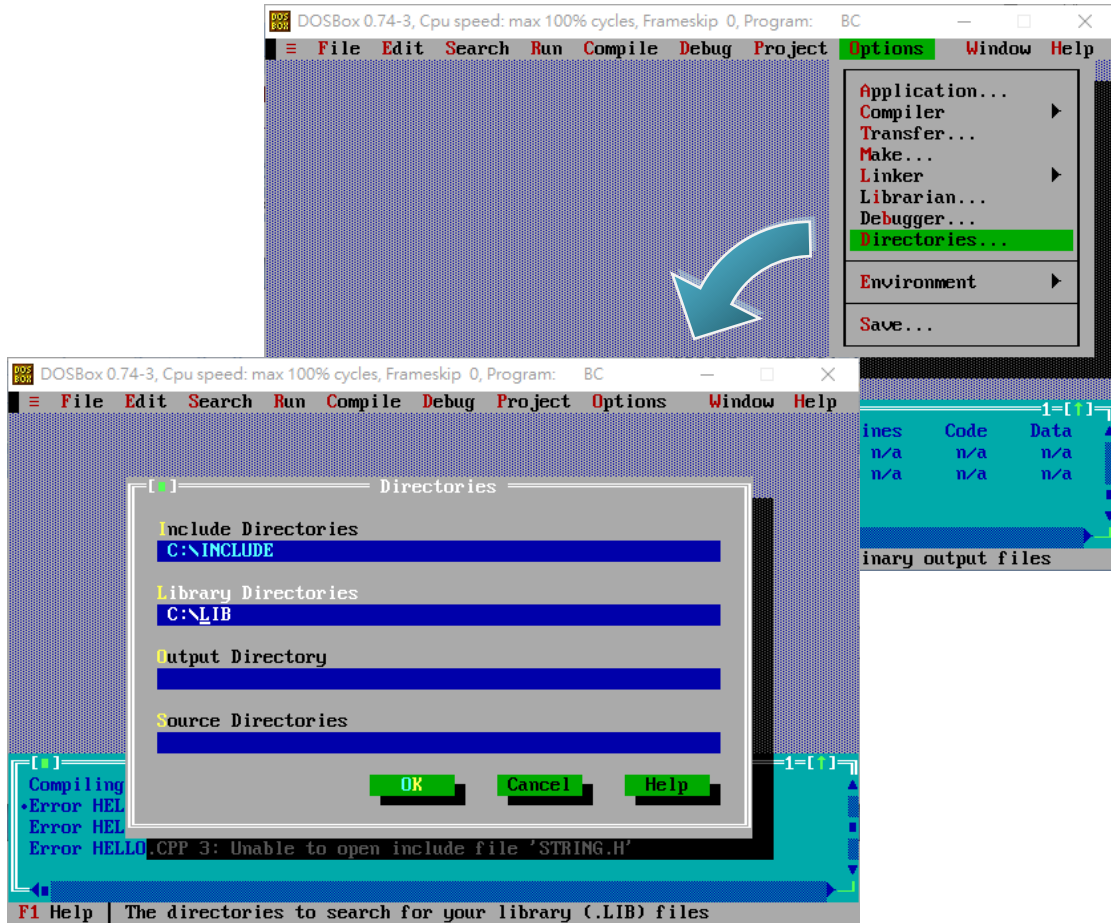 DOSBox 0.74-3, Cpu speed: max 100% cycles, Frameskip 0, Program: BC
≡ File Edit Search Run Compile Debug Project Options Window Help
Application...
Compiler
Transfer...
Make...
Linker
Librarian...
Debugger...
Directories...
Environment
Save...
1=[↑]
ines Code Data
n/a n/a
n/a n/a
inary output files
DOSBox 0.74-3, Cpu speed: max 100% cycles, Frameskip 0, Program: BC
≡ File Edit Search Run Compile Debug Project Options Window Help
Directories
Include Directories
C:\INCLUDE
Library Directories
C:\LIB
Output Directory
Source Directories
OK Cancel Help
1=[↑]
Compiling
•Error HEL
Error HEL
Error HELLO.CPP 3: Unable to open include file 'STRING.H'
F1 Help | The directories to search for your library (.LIB) files